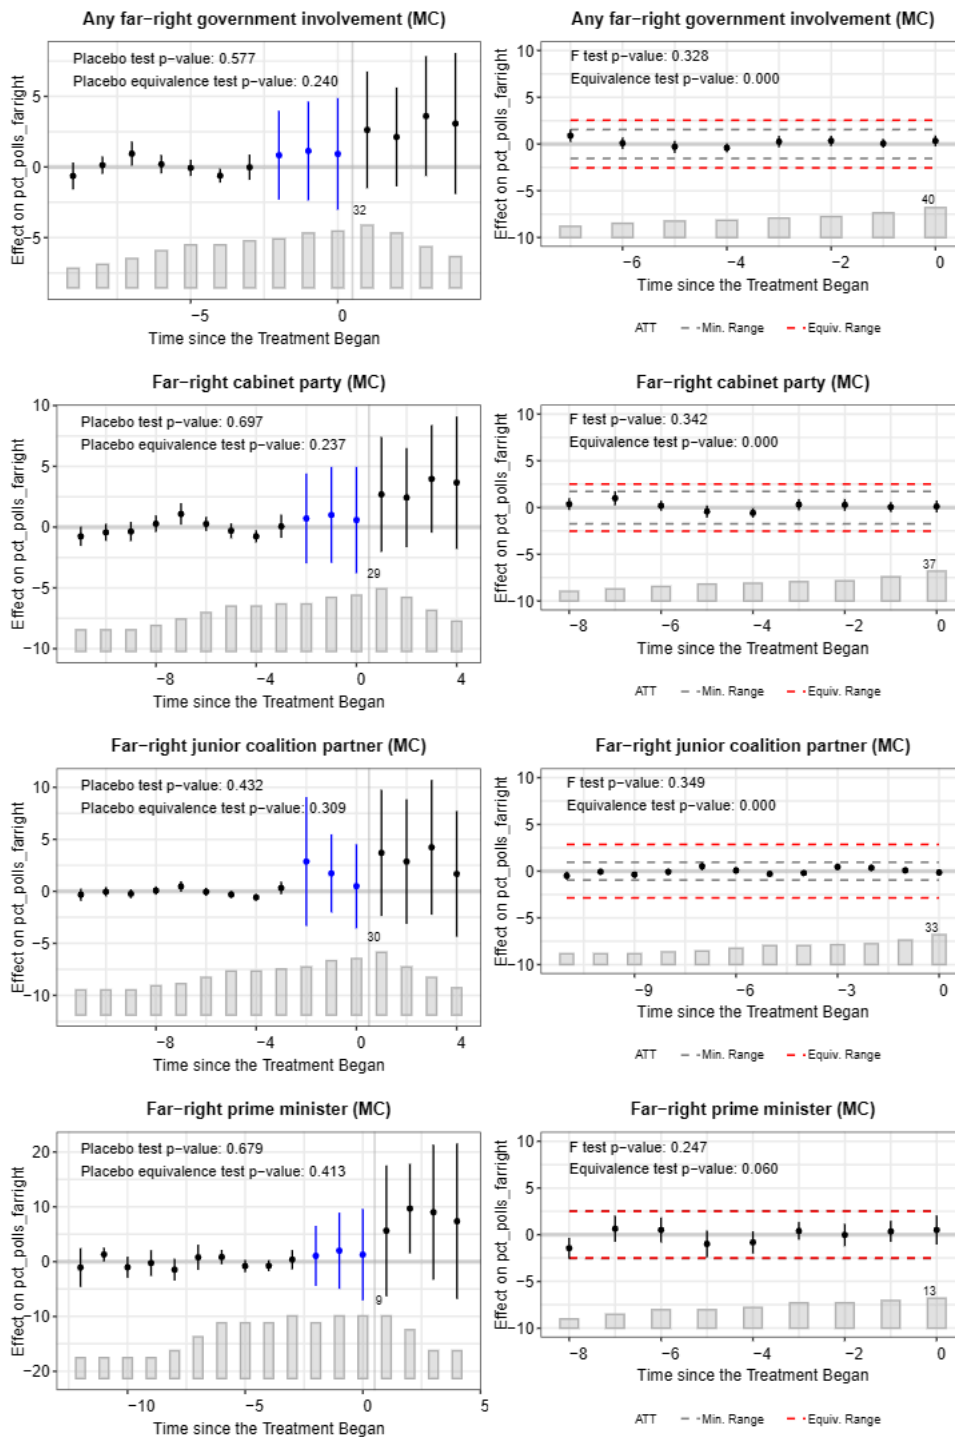 Any far−right government involvement (MC)
Placebo test p−value: 0.577
Placebo equivalence test p−value: 0.240
Effect on pct_polls_farright
5
0
−5
32
−5
0
Time since the Treatment Began
Any far−right government involvement (MC)
F test p−value: 0.328
Equivalence test p−value: 0.000
Effect on pct_polls_farright
10
5
0
−5
−10
40
−6
−4
−2
0
Time since the Treatment Began
ATT Min. Range Equiv. Range
Far−right cabinet party (MC)
Placebo test p−value: 0.697
Placebo equivalence test p−value: 0.237
Effect on pct_polls_farright
10
5
0
−5
−10
29
−8
−4
0
4
Time since the Treatment Began
Far−right cabinet party (MC)
F test p−value: 0.342
Equivalence test p−value: 0.000
Effect on pct_polls_farright
10
5
0
−5
−10
37
−8
−6
−4
−2
0
Time since the Treatment Began
ATT Min. Range Equiv. Range
Far−right junior coalition partner (MC)
Placebo test p−value: 0.432
Placebo equivalence test p−value: 0.309
Effect on pct_polls_farright
10
5
0
−5
−10
30
−8
−4
0
4
Time since the Treatment Began
Far−right junior coalition partner (MC)
F test p−value: 0.349
Equivalence test p−value: 0.000
Effect on pct_polls_farright
10
5
0
−5
−10
33
−9
−6
−3
0
Time since the Treatment Began
ATT Min. Range Equiv. Range
Far−right prime minister (MC)
Placebo test p−value: 0.679
Placebo equivalence test p−value: 0.413
Effect on pct_polls_farright
20
10
0
−10
−20
9
−10
−5
0
5
Time since the Treatment Began
Far−right prime minister (MC)
F test p−value: 0.247
Equivalence test p−value: 0.060
Effect on pct_polls_farright
10
5
0
−5
−10
13
−8
−6
−4
−2
0
Time since the Treatment Began
ATT Min. Range Equiv. Range